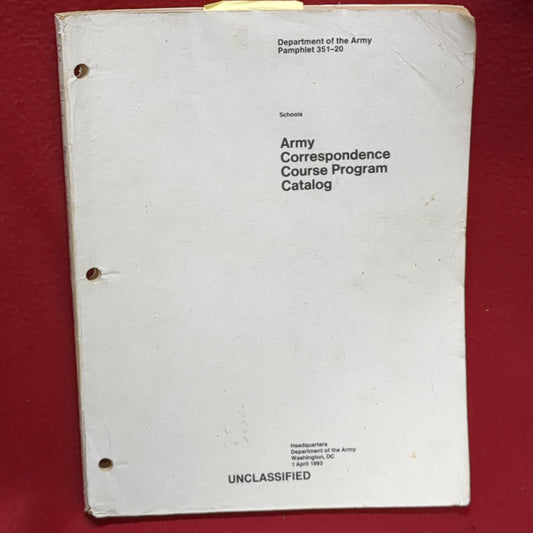 Department of the Army
Pamphlet 351-20
Schools
Army
Correspondence
Course Program
Catalog
Headquarters
Department of the Army
Washington, DC
1 April 1993
UNCLASSIFIED